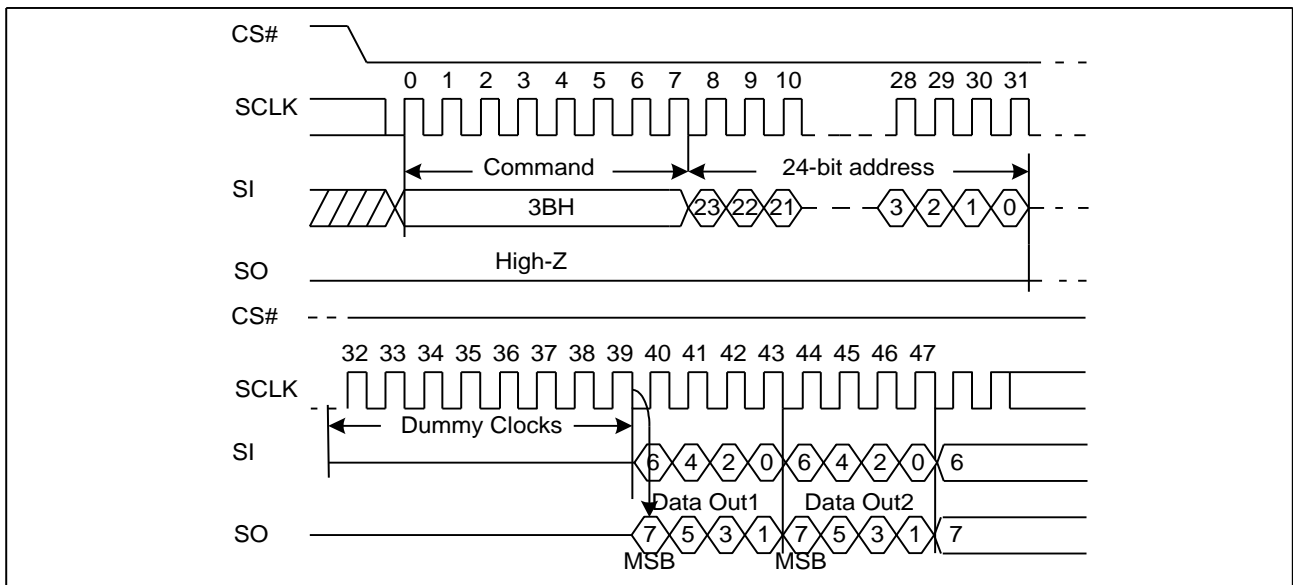 CS#
0 1 2 3 4 5 6 7 8 9 10 28 29 30 31
SCLK
Command 24-bit address
SI
3BH 23 22 21 3 2 1 0
High-Z
SO
CS#
32 33 34 35 36 37 38 39 40 41 42 43 44 45 46 47
SCLK
Dummy Clocks
SI
6 4 2 0 6 4 2 0 6
Data Out1 Data Out2
SO
7 5 3 1 7 5 3 1 7
MSB MSB